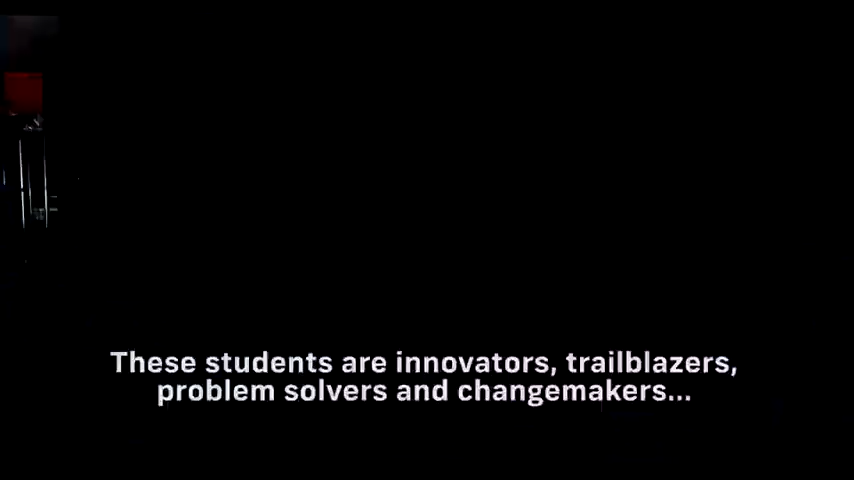 These students are innovators, trailblazers,
problem solvers and changemakers...